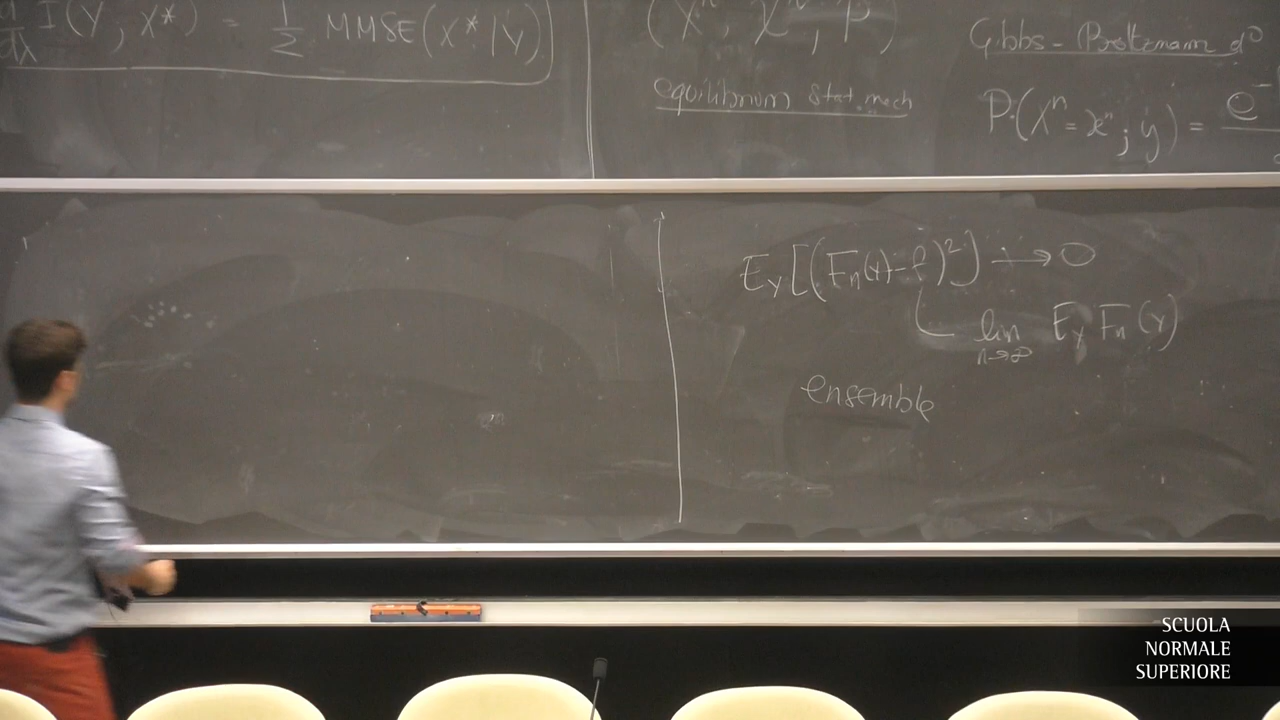 d/dλ I(Y, X*) = 1/2 MMSE(X*|Y)
(X^n, 𝒳^n, P)
equilibrium stat. mech
Gibbs-Boltzmann d°
P(X^n = x^n; y) = e^-
E_Y[(F_n(Y)-f)^2] → 0
lim n→∞ E_Y F_n(Y)
ensemble
SCUOLA
NORMALE
SUPERIORE